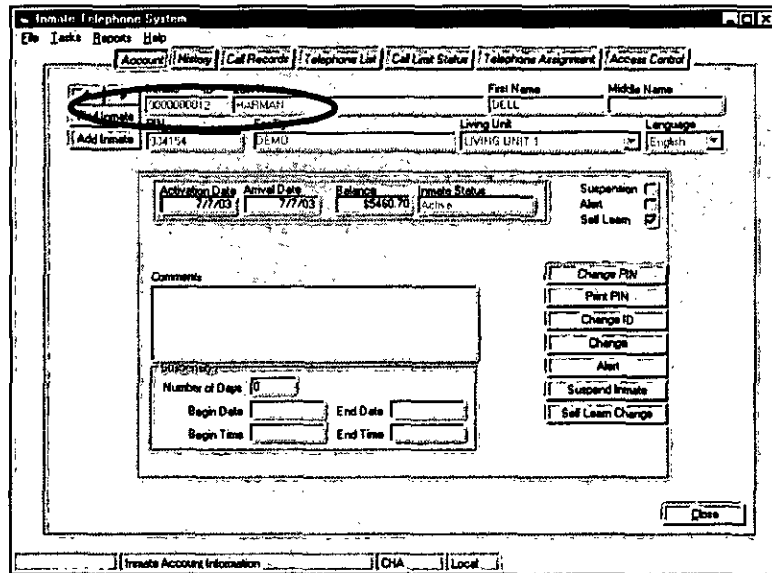 Inmate Telephone System
File Tasks Reports Help
Account History Call Records Telephone List Call Limit Status Telephone Assignment Access Control
First Name Middle Name
0000000012 HARMAN DELL
Inmate Living Unit Language
Add Inmate DEMO LIVING UNIT 1 English
Activation Date Arrival Date Balance Inmate Status
7/7/03 7/7/03 $5460.70 Active
Suspension
Alert
Self Learn
Comments
Change PIN
Print PIN
Change ID
Change
Alert
Suspend Inmate
Self Learn Change
Number of Days 0
Begin Date End Date
Begin Time End Time
Close
Inmate Account Information CHA Local